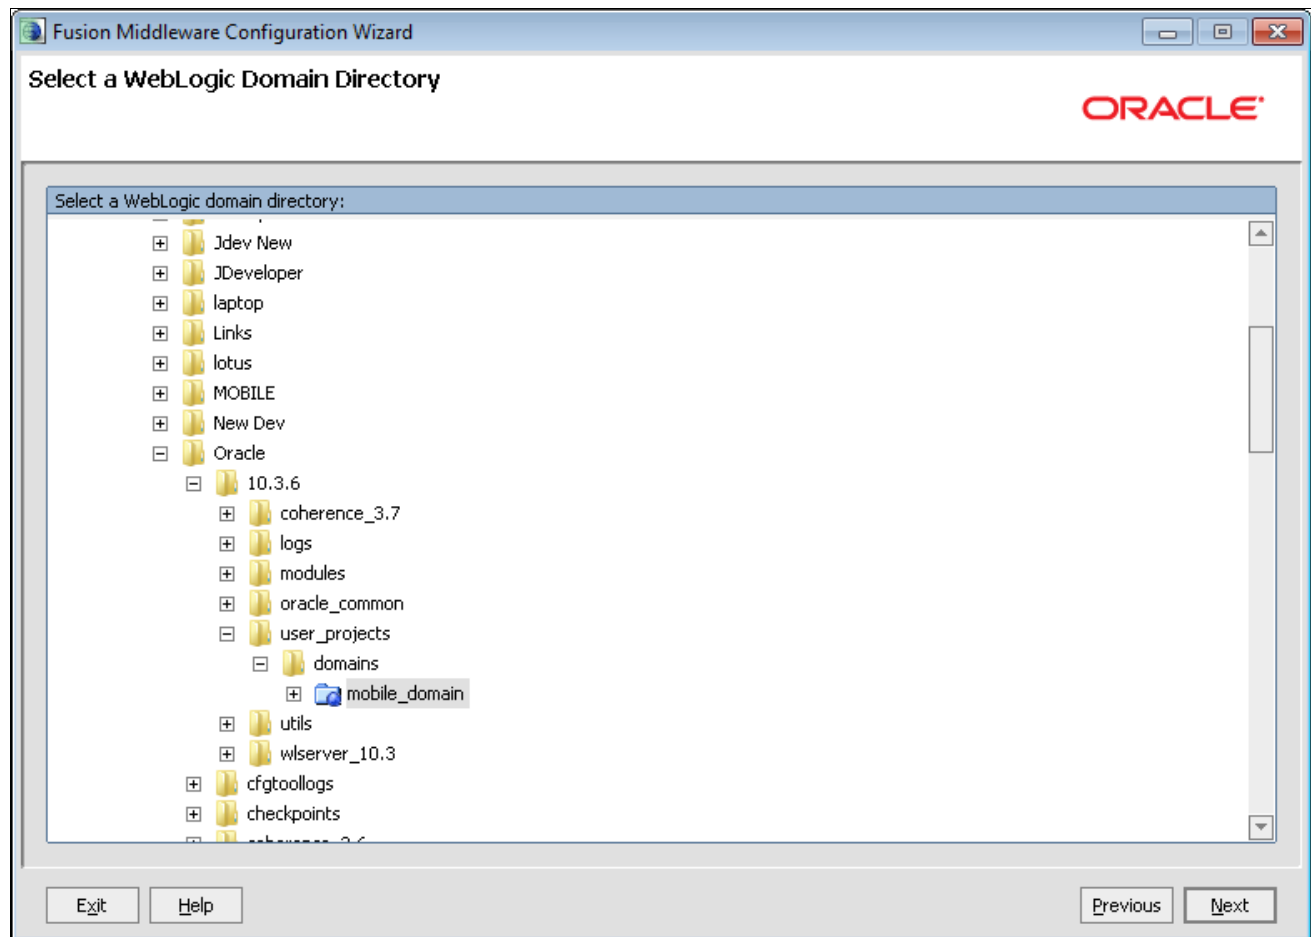 Fusion Middleware Configuration Wizard
Select a WebLogic Domain Directory
ORACLE
Select a WebLogic domain directory:
Jdev New
JDeveloper
laptop
Links
lotus
MOBILE
New Dev
Oracle
10.3.6
coherence_3.7
logs
modules
oracle_common
user_projects
domains
mobile_domain
utils
wlserver_10.3
cfgtoollogs
checkpoints
Exit
Help
Previous
Next